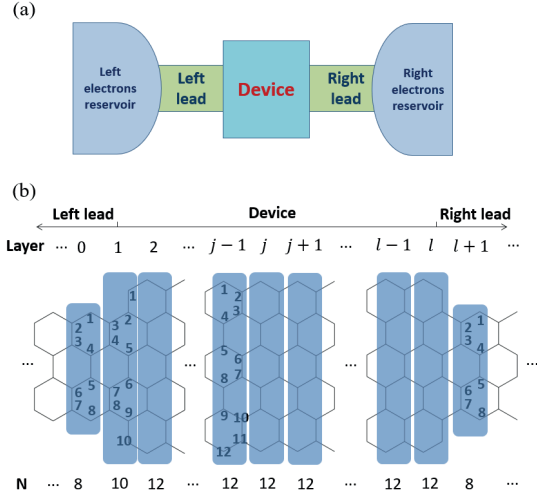 (a)
Left electrons reservoir
Left lead
Device
Right lead
Right electrons reservoir
(b)
Left lead Device Right lead
Layer ... 0 1 2 ... j − 1 j j + 1 ... l − 1 l l + 1 ...
1 2 3 4 5 6 7 8
1 2 3 4 5 6 7 8 9 10
1 2 3 4 5 6 7 8 9 10 11 12
1 2 3 4 5 6 7 8
... ... ... ...
N ... 8 10 12 ... 12 12 12 ... 12 12 8 ...